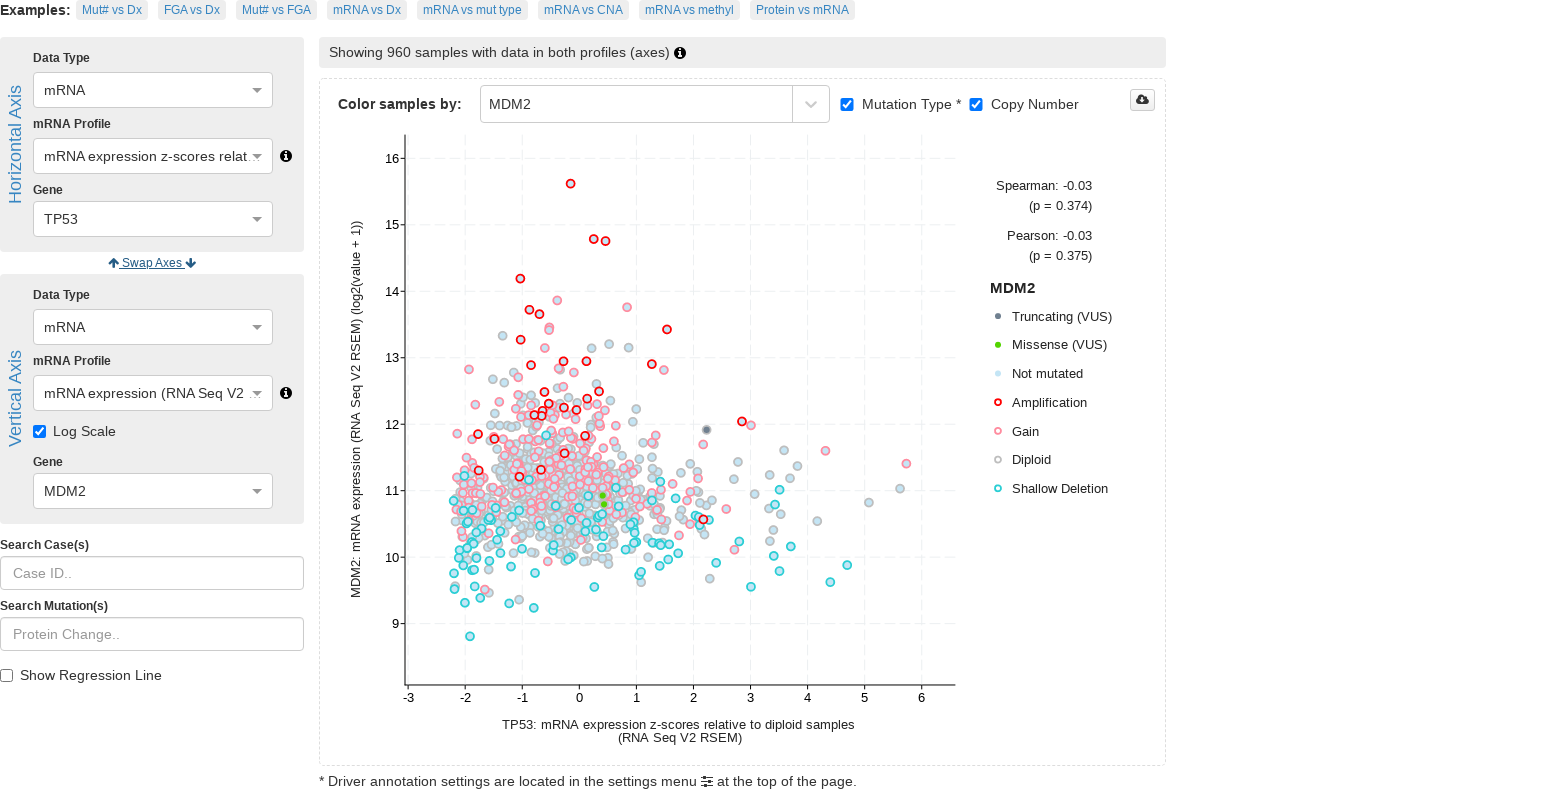 Examples: Mut# vs Dx FGA vs Dx Mut# vs FGA mRNA vs Dx mRNA vs mut type mRNA vs CNA mRNA vs methyl Protein vs mRNA
Horizontal Axis
Data Type
mRNA
mRNA Profile
mRNA expression z-scores relat...
Gene
TP53
Swap Axes
Vertical Axis
Data Type
mRNA
mRNA Profile
mRNA expression (RNA Seq V2 ...
Log Scale
Gene
MDM2
Search Case(s)
Case ID..
Search Mutation(s)
Protein Change..
Show Regression Line
Showing 960 samples with data in both profiles (axes)
Color samples by: MDM2 Mutation Type * Copy Number
MDM2: mRNA expression (RNA Seq V2 RSEM) (log2(value + 1))
16
15
14
13
12
11
10
9
-3 -2 -1 0 1 2 3 4 5 6
TP53: mRNA expression z-scores relative to diploid samples
(RNA Seq V2 RSEM)
Spearman: -0.03
(p = 0.374)
Pearson: -0.03
(p = 0.375)
MDM2
Truncating (VUS)
Missense (VUS)
Not mutated
Amplification
Gain
Diploid
Shallow Deletion
* Driver annotation settings are located in the settings menu at the top of the page.